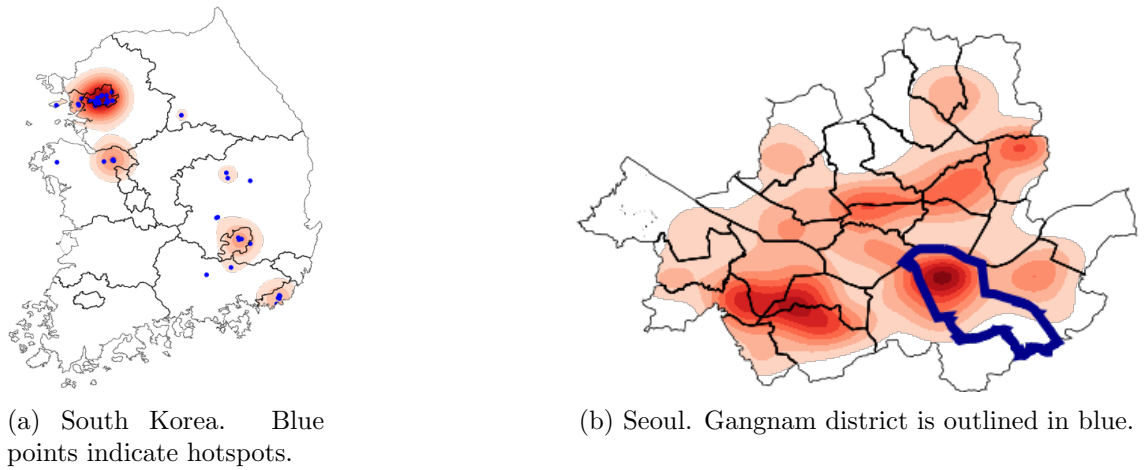 (a) South Korea. Blue
points indicate hotspots.
(b) Seoul. Gangnam district is outlined in blue.